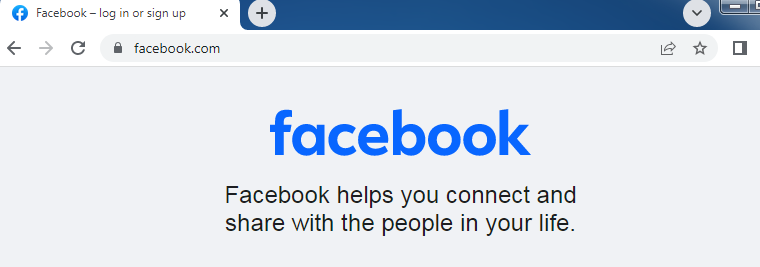 Facebook – log in or sign up
facebook.com
facebook
Facebook helps you connect and
share with the people in your life.